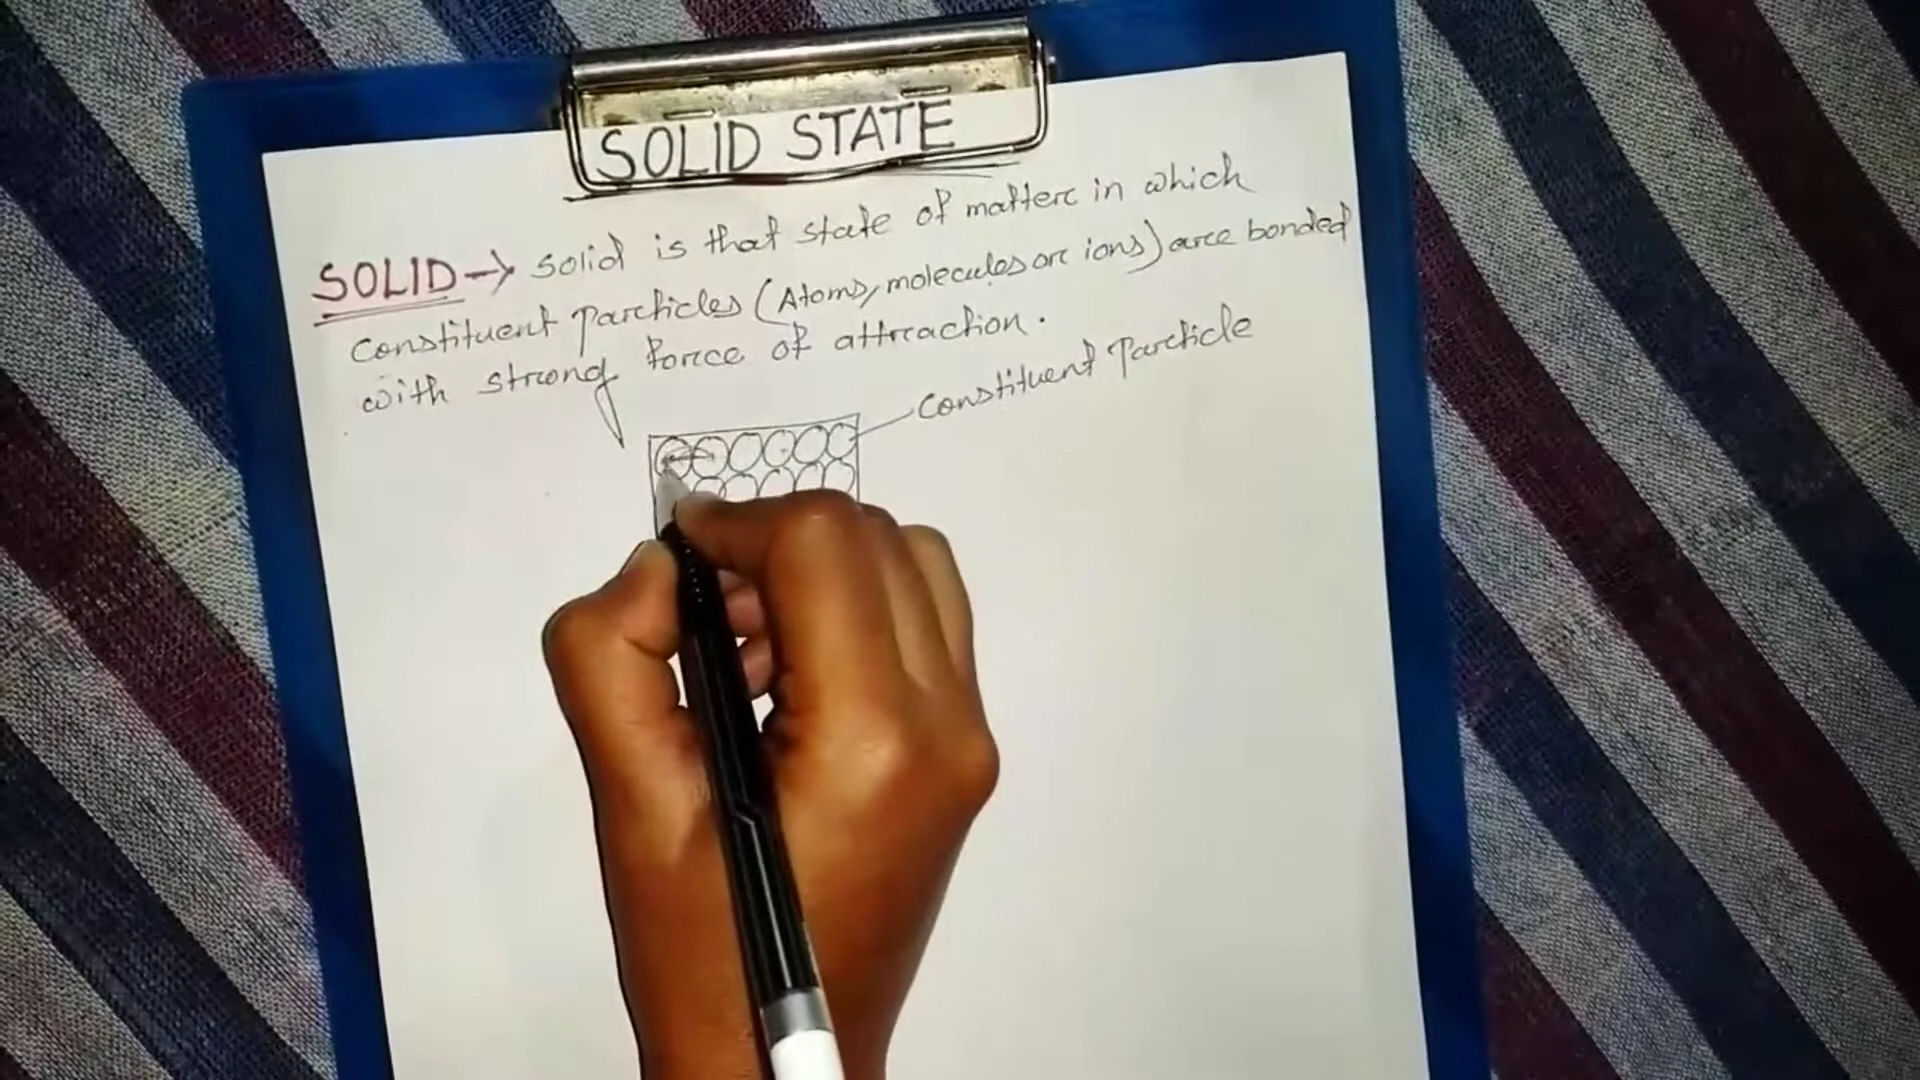 SOLID STATE
SOLID → solid is that state of matter in which
constituent particles (Atoms, molecules or ions) are bonded
with strong force of attraction.
constituent particle